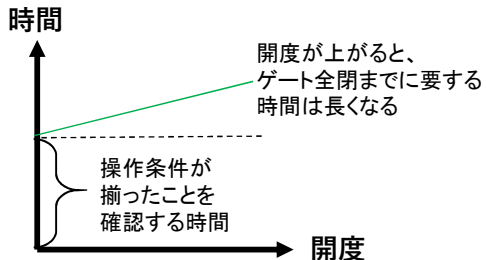 時間
開度が上がると、
ゲート全閉までに要する
時間は長くなる
操作条件が
揃ったことを
確認する時間
開度